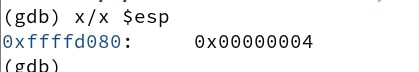 (gdb) x/x $esp
0xffffd080:	0x00000004
(gdb)